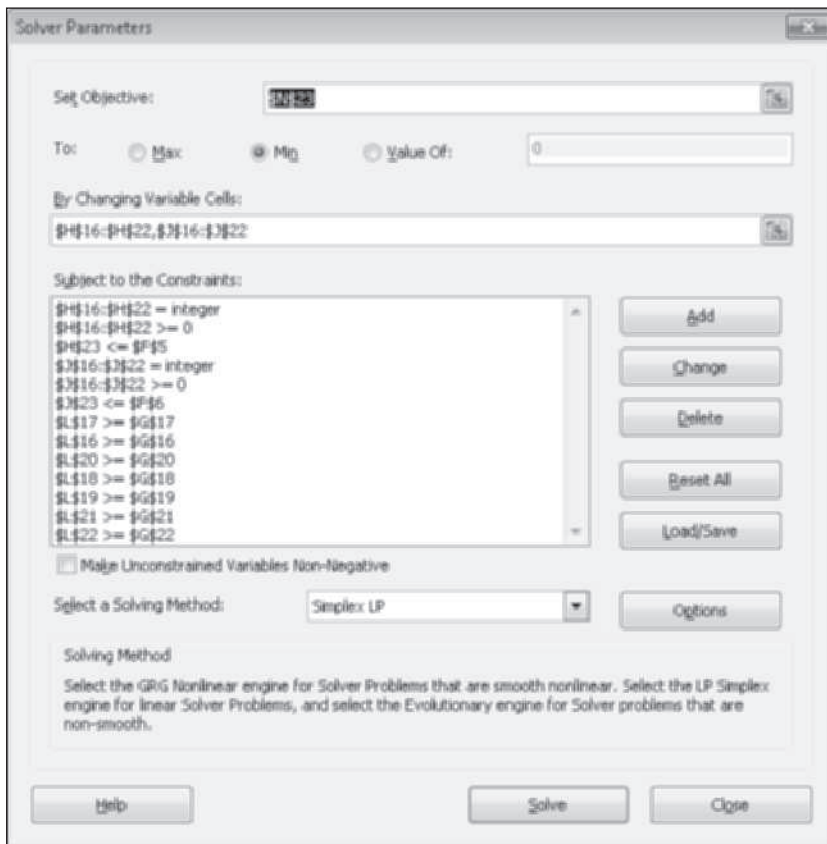 Solver Parameters
Set Objective:
$N$23
To:
Max
Min
Value Of:
0
By Changing Variable Cells:
$H$16:$H$22,$J$16:$J$22
Subject to the Constraints:
$H$16:$H$22 = integer
$H$16:$H$22 >= 0
$H$23 <= $F$5
$J$16:$J$22 = integer
$J$16:$J$22 >= 0
$J$23 <= $F$6
$L$17 >= $G$17
$L$16 >= $G$16
$L$20 >= $G$20
$L$18 >= $G$18
$L$19 >= $G$19
$L$21 >= $G$21
$L$22 >= $G$22
Add
Change
Delete
Reset All
Load/Save
Make Unconstrained Variables Non-Negative
Select a Solving Method:
Simplex LP
Options
Solving Method
Select the GRG Nonlinear engine for Solver Problems that are smooth nonlinear. Select the LP Simplex
engine for linear Solver Problems, and select the Evolutionary engine for Solver problems that are
non-smooth.
Help
Solve
Close